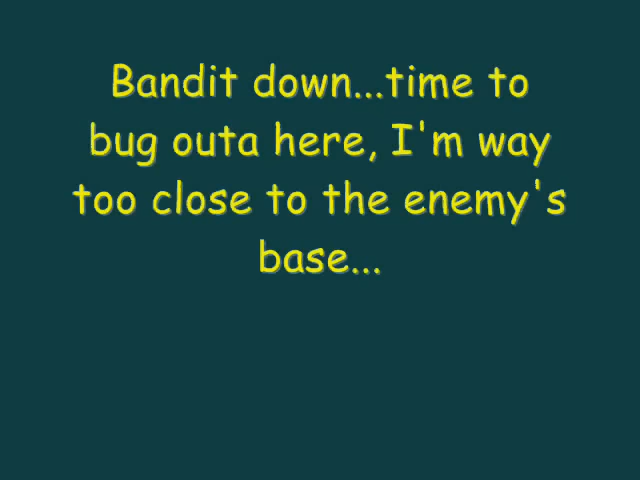 Bandit down...time to
bug outa here, I'm way
too close to the enemy's
base...